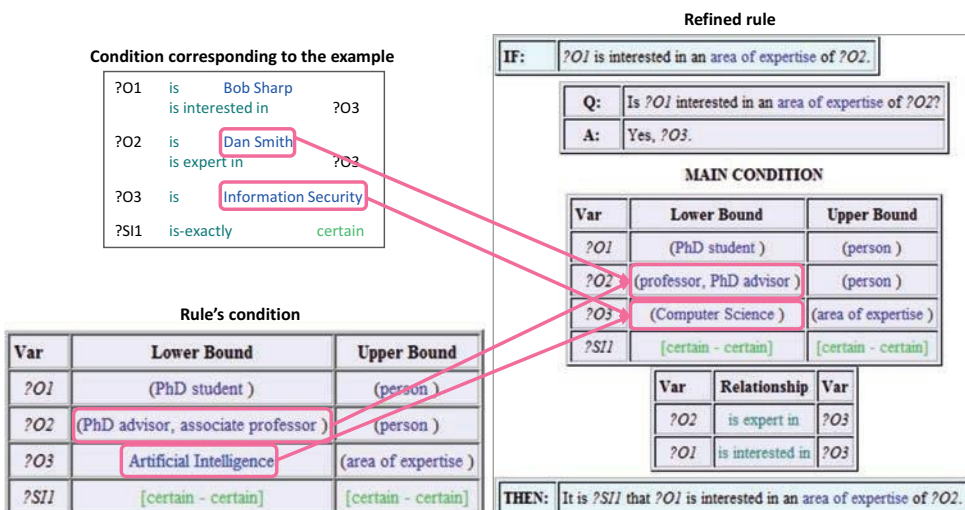 Condition corresponding to the example
?O1 is Bob Sharp
is interested in ?O3
?O2 is Dan Smith
is expert in ?O3
?O3 is Information Security
?SI1 is-exactly certain
Rule's condition
Var Lower Bound Upper Bound
?O1 (PhD student ) (person )
?O2 (PhD advisor, associate professor ) (person )
?O3 Artificial Intelligence (area of expertise )
?SI1 [certain - certain] [certain - certain]
Refined rule
IF: ?O1 is interested in an area of expertise of ?O2.
Q: Is ?O1 interested in an area of expertise of ?O2?
A: Yes, ?O3.
MAIN CONDITION
Var Lower Bound Upper Bound
?O1 (PhD student ) (person )
?O2 (professor, PhD advisor ) (person )
?O3 (Computer Science ) (area of expertise )
?SI1 [certain - certain] [certain - certain]
Var Relationship Var
?O2 is expert in ?O3
?O1 is interested in ?O3
THEN: It is ?SI1 that ?O1 is interested in an area of expertise of ?O2.